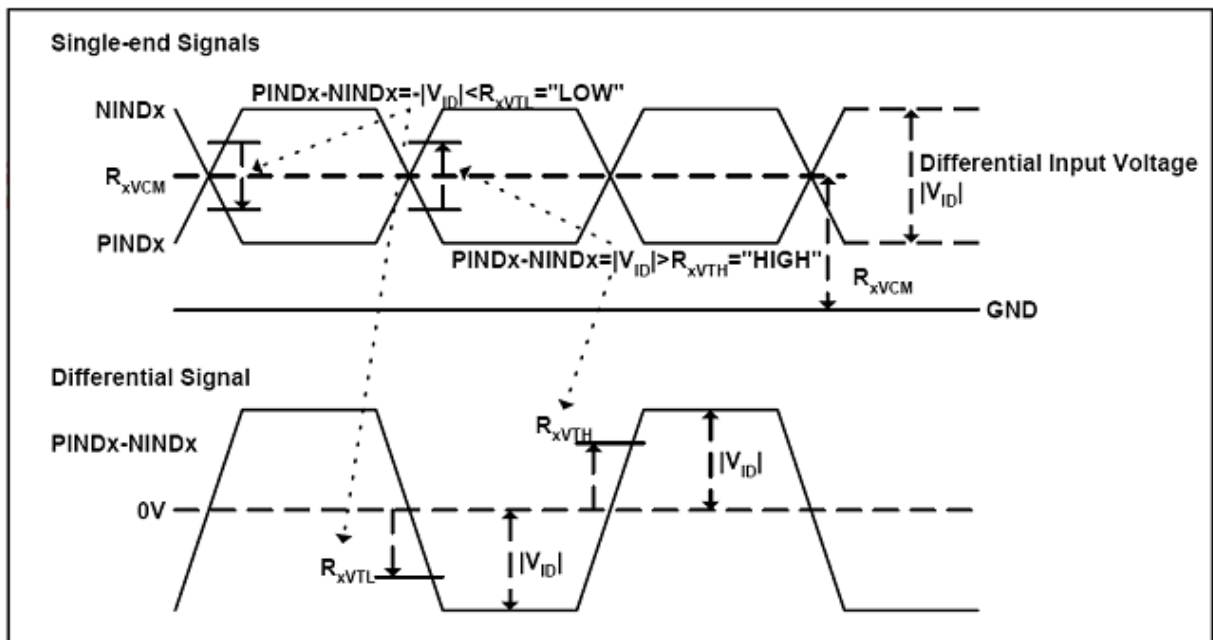 Single-end Signals
PINDx-NINDx=-|VID|<RxVTL="LOW"
NINDx
Differential Input Voltage
|VID|
RxVCM
PINDx
PINDx-NINDx=|VID|>RxVTH="HIGH"
RxVCM
GND
Differential Signal
RxVTH
PINDx-NINDx
|VID|
0V
|VID|
RxVTL